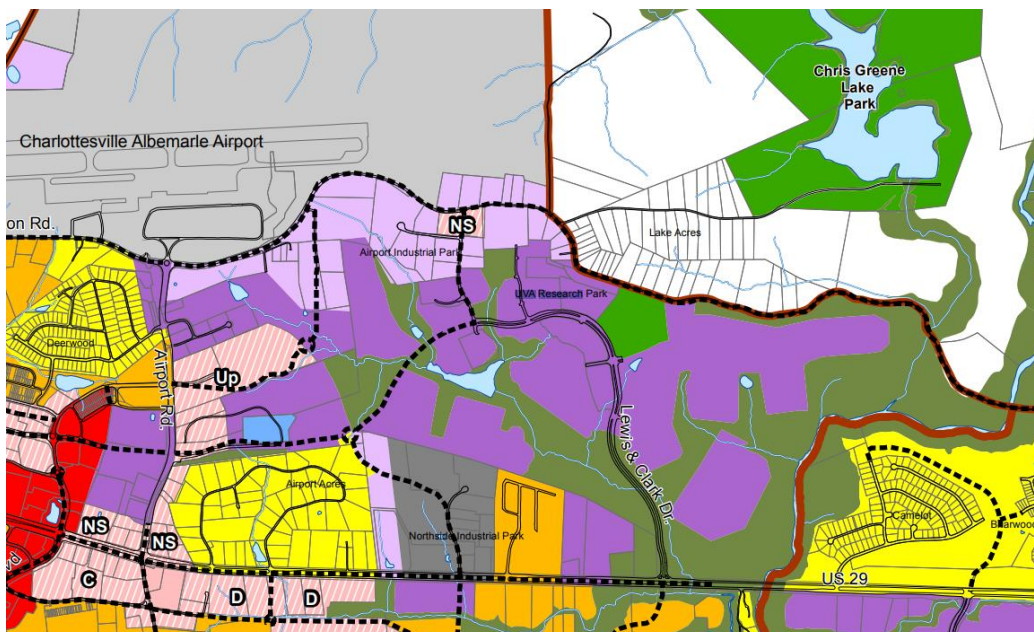 Chris Greene
Lake
Park
Charlottesville Albemarle Airport
on Rd.
NS
Lake Acres
Airport Industrial Park
UVA Research Park
Deerwood
Airport Rd.
Up
Lewis & Clark Dr.
Airport Acres
Camelot
Briarwood
NS
NS
Northside Industrial Park
vd
C
D
D
US 29